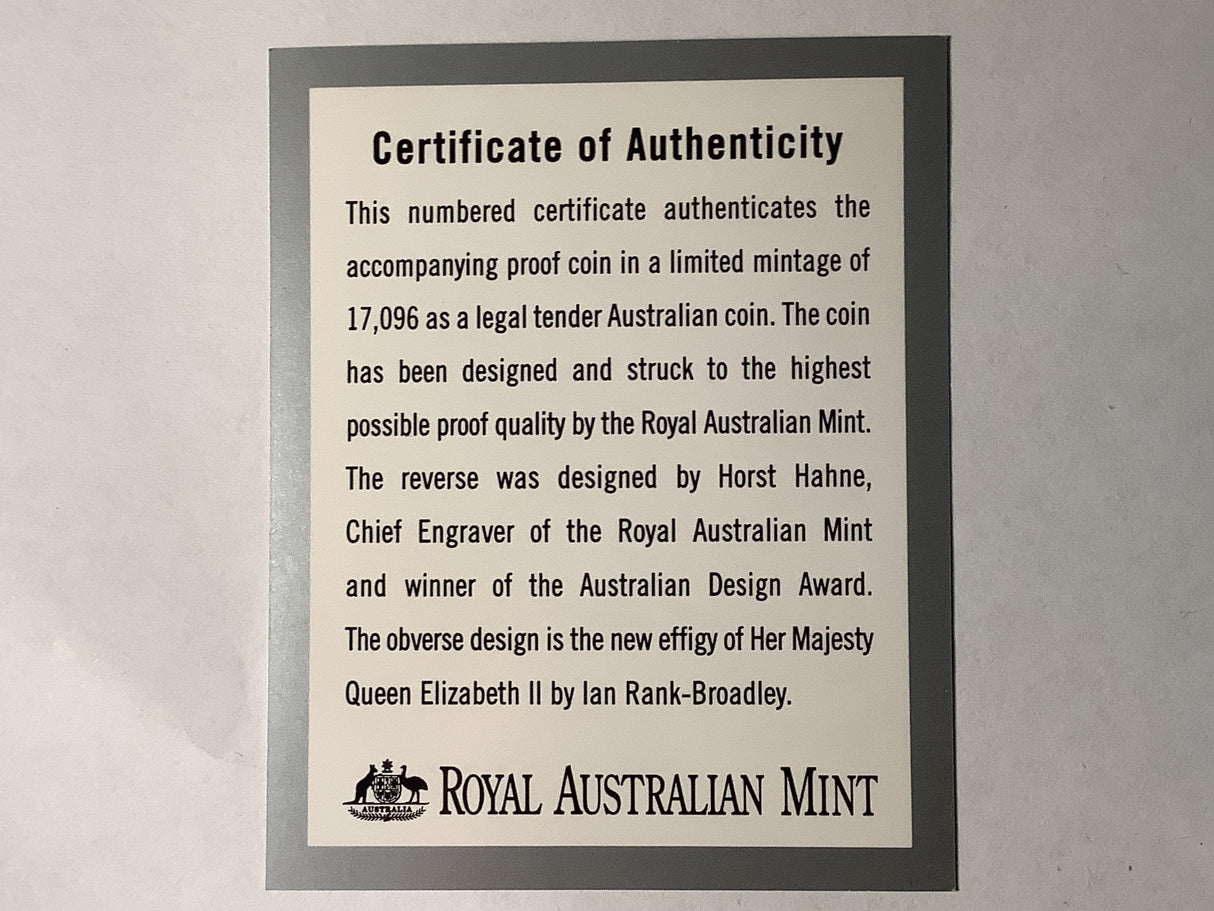 Certificate of Authenticity
This numbered certificate authenticates the
accompanying proof coin in a limited mintage of
17,096 as a legal tender Australian coin. The coin
has been designed and struck to the highest
possible proof quality by the Royal Australian Mint.
The reverse was designed by Horst Hahne,
Chief Engraver of the Royal Australian Mint
and winner of the Australian Design Award.
The obverse design is the new effigy of Her Majesty
Queen Elizabeth II by Ian Rank-Broadley.
AUSTRALIA
ROYAL AUSTRALIAN MINT